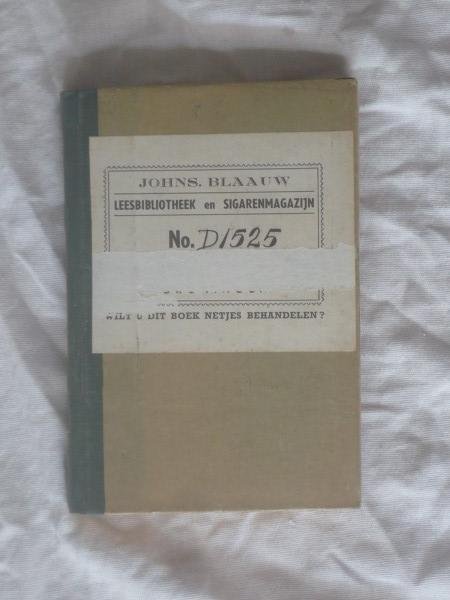 JOHNS. BLAAUW
LEESBIBLIOTHEEK en SIGARENMAGAZIJN
No. D1525
WILT U DIT BOEK NETJES BEHANDELEN?